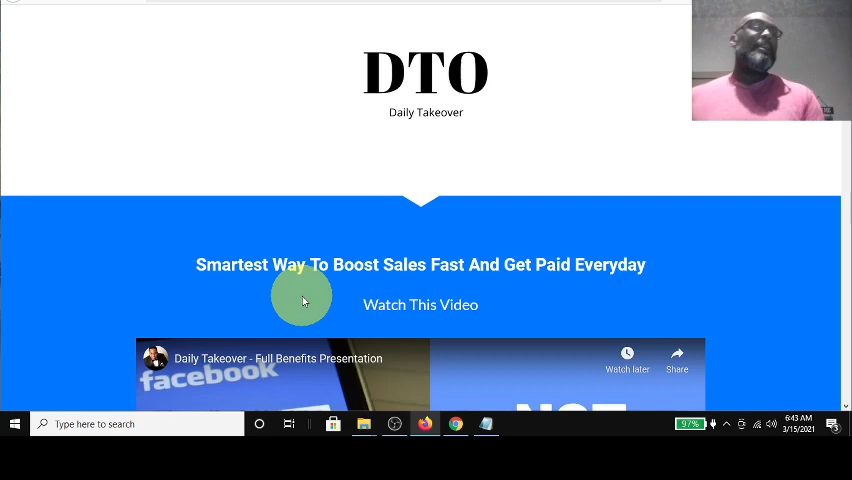 DTO
Daily Takeover
Smartest Way To Boost Sales Fast And Get Paid Everyday
Watch This Video
Daily Takeover - Full Benefits Presentation
Watch later
Share
facebook
Type here to search
97%
6:43 AM
3/15/2021
3